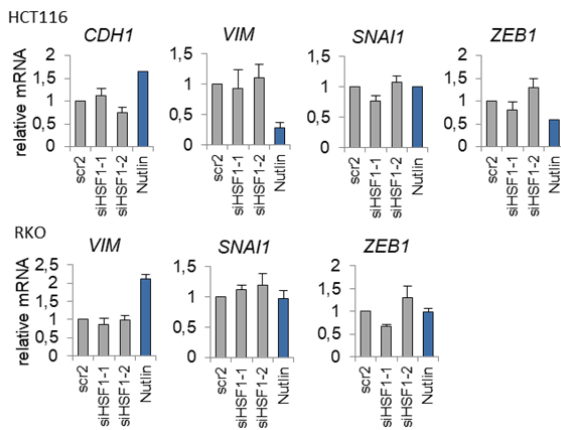 HCT116
CDH1 VIM SNAI1 ZEB1
relative mRNA
2 2 2 2
1,5 1,5 1,5 1,5
1 1 1 1
0,5 0,5 0,5 0,5
0 0 0 0
scr2 siHSF1-1 siHSF1-2 Nutlin scr2 siHSF1-1 siHSF1-2 Nutlin scr2 siHSF1-1 siHSF1-2 Nutlin scr2 siHSF1-1 siHSF1-2 Nutlin
RKO
VIM SNAI1 ZEB1
relative mRNA
2,5 1,5 2
2 1 1,5
1,5 0,5 1
1 0 0,5
0,5 0
0
scr2 siHSF1-1 siHSF1-2 Nutlin scr2 siHSF1-1 siHSF1-2 Nutlin scr2 siHSF1-1 siHSF1-2 Nutlin